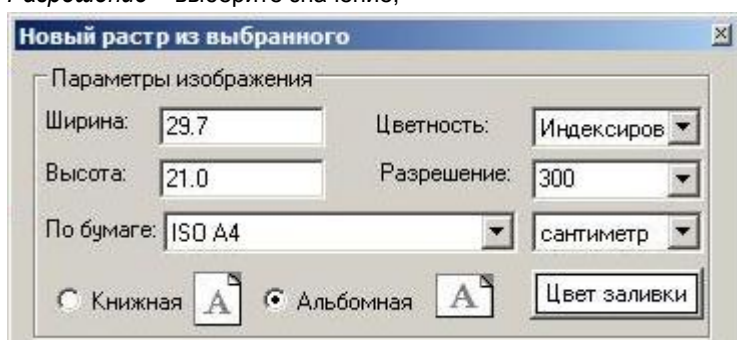 Разрешение – выберите значение;
Новый растр из выбранного
Параметры изображения
Ширина: 29.7 Цветность: Индексиров
Высота: 21.0 Разрешение: 300
По бумаге: ISO A4 сантиметр
Книжная A Альбомная A Цвет заливки